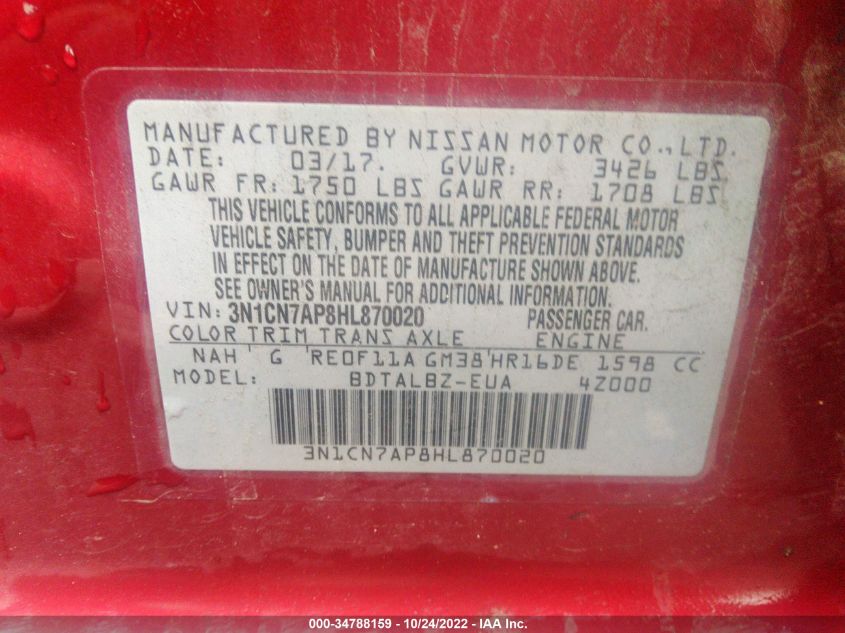 MANUFACTURED BY NISSAN MOTOR CO., LTD.
DATE: 03/17. GVWR: 3426 LBS.
GAWR FR: 1750 LBS GAWR RR: 1708 LBS
THIS VEHICLE CONFORMS TO ALL APPLICABLE FEDERAL MOTOR
VEHICLE SAFETY, BUMPER AND THEFT PREVENTION STANDARDS
IN EFFECT ON THE DATE OF MANUFACTURE SHOWN ABOVE.
SEE OWNER'S MANUAL FOR ADDITIONAL INFORMATION.
VIN: 3N1CN7AP8HL870020 PASSENGER CAR.
COLOR TRIM TRANS AXLE ENGINE
NAH G RE0F11A GM38 HR16DE 1598 CC
MODEL: BDTALBZ-EUA 4Z000
3N1CN7AP8HL870020
000-34788159 - 10/24/2022 - IAA Inc.